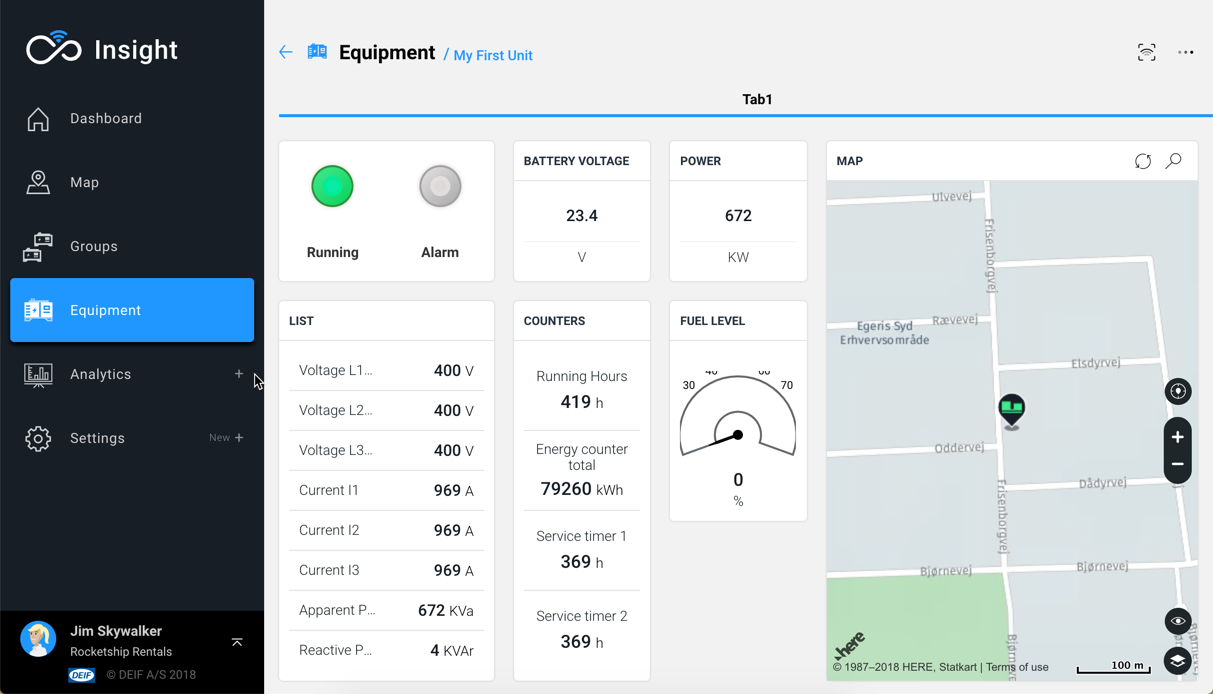 Insight
Dashboard
Map
Groups
Equipment
Analytics +
Settings New +
Jim Skywalker
Rocketship Rentals
DEIF © DEIF A/S 2018
Equipment / My First Unit
Tab1
Running Alarm
BATTERY VOLTAGE
23.4
V
POWER
672
KW
LIST
Voltage L1... 400 V
Voltage L2... 400 V
Voltage L3... 400 V
Current I1 969 A
Current I2 969 A
Current I3 969 A
Apparent P... 672 KVa
Reactive P... 4 KVAr
COUNTERS
Running Hours
419 h
Energy counter
total
79260 kWh
Service timer 1
369 h
Service timer 2
369 h
FUEL LEVEL
30 40 60 70
0
%
MAP
Ulvevej
Frisenborgvej
Rævevej
Egeris Syd
Erhvervsområde
Elsdyrvej
Oddervej
Dådyrvej
Frisenborgvej
Bjørnevej
Bjørnevej
here
© 1987–2018 HERE, Statkart | Terms of use
100 m